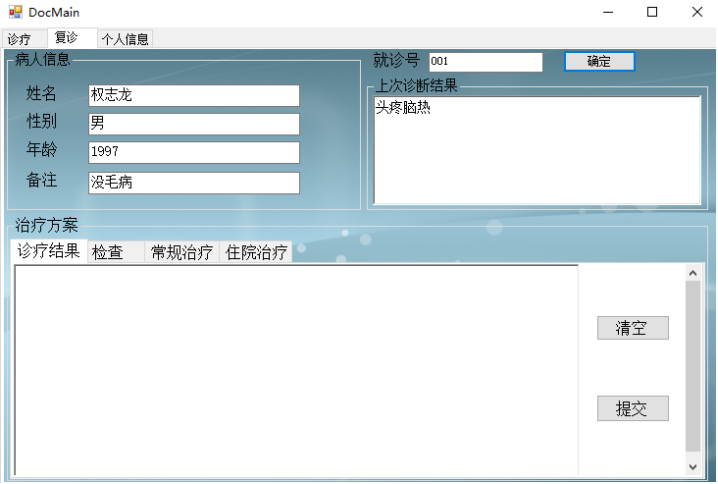 DocMain
诊疗 复诊 个人信息
病人信息
就诊号 001 确定
姓名 权志龙
性别 男
年龄 1997
备注 没毛病
上次诊断结果
头疼脑热
治疗方案
诊疗结果 检查 常规治疗 住院治疗
清空
提交